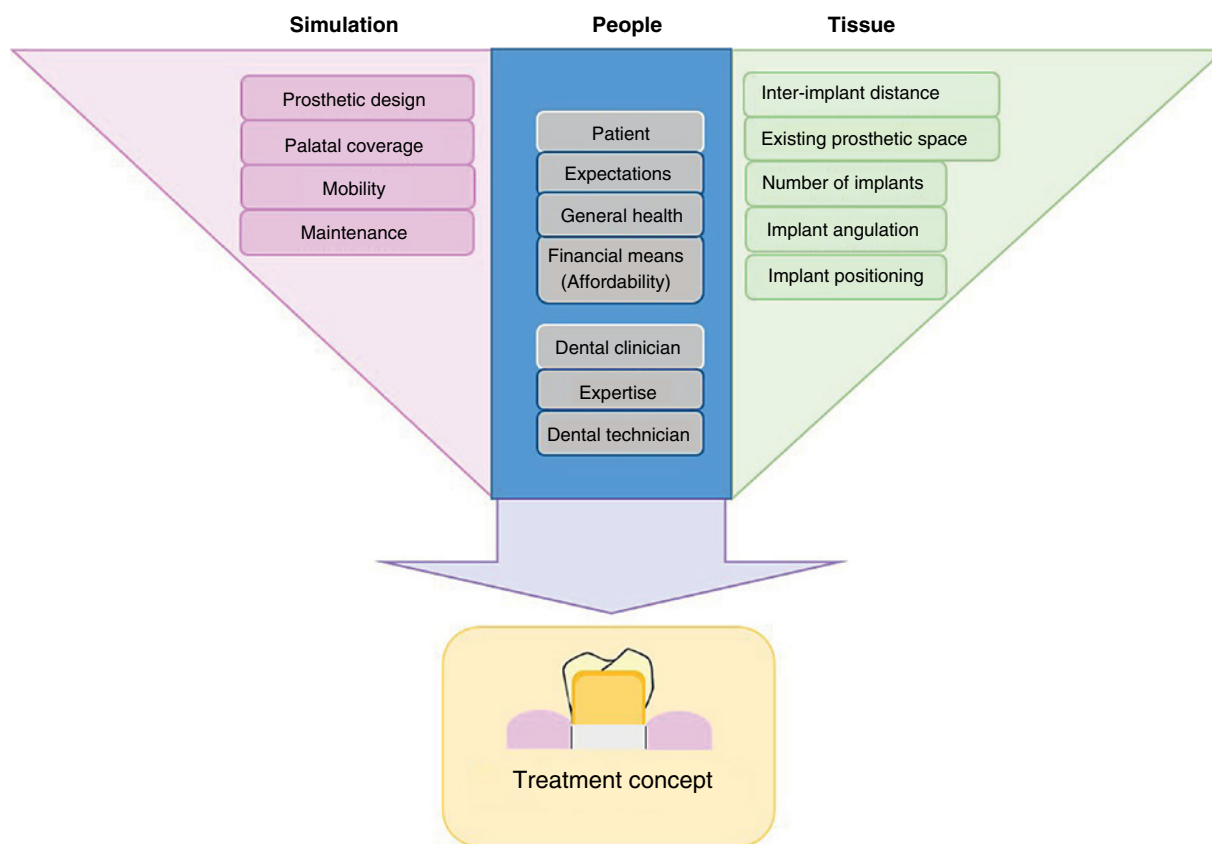 Simulation
People
Tissue
Prosthetic design
Palatal coverage
Mobility
Maintenance
Patient
Expectations
General health
Financial means
(Affordability)
Dental clinician
Expertise
Dental technician
Inter-implant distance
Existing prosthetic space
Number of implants
Implant angulation
Implant positioning
Treatment concept